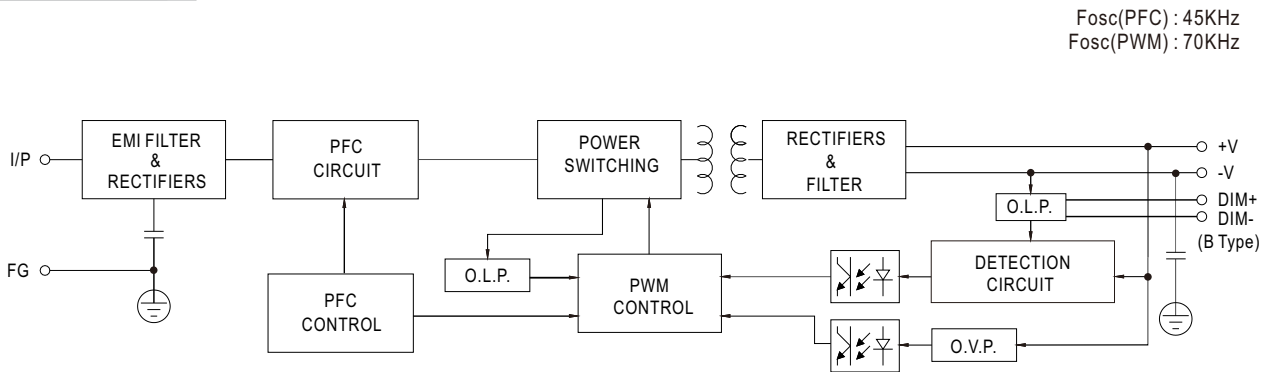 Fosc(PFC) : 45KHz
Fosc(PWM) : 70KHz
I/P
EMI FILTER
&
RECTIFIERS
PFC
CIRCUIT
POWER
SWITCHING
RECTIFIERS
&
FILTER
+V
-V
DIM+
DIM-
(B Type)
O.L.P.
FG
O.L.P.
PFC
CONTROL
PWM
CONTROL
DETECTION
CIRCUIT
O.V.P.